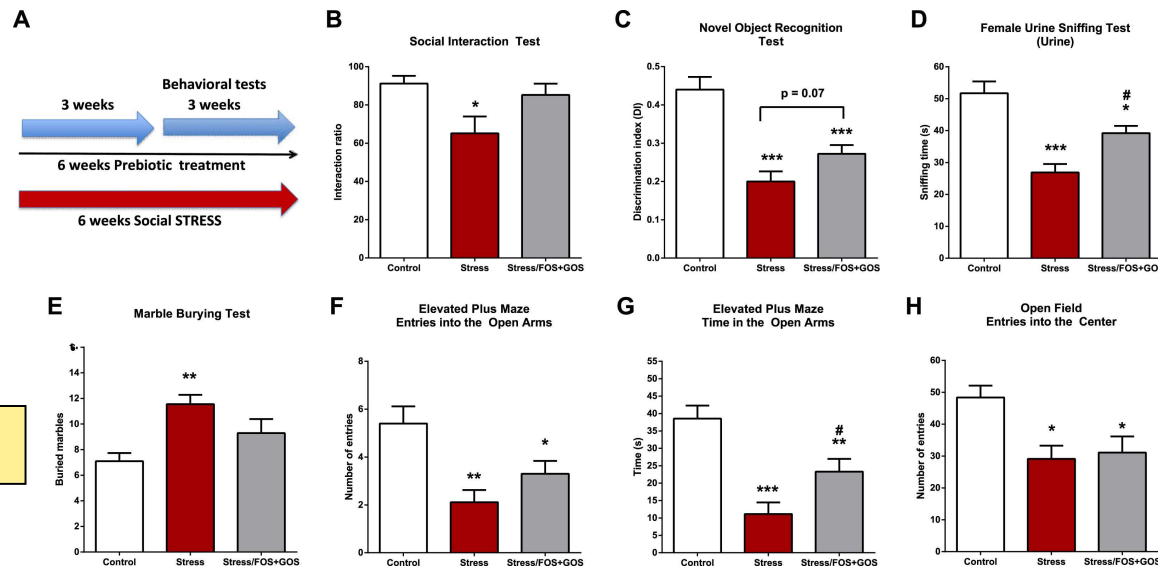 A
Behavioral tests
3 weeks
3 weeks
6 weeks Prebiotic treatment
6 weeks Social STRESS
B
Social Interaction Test
Interaction ratio
100
80
60
40
20
0
*
Control
Stress
Stress/FOS+GOS
C
Novel Object Recognition
Test
Discrimination index (DI)
0.5
0.4
0.3
0.2
0.1
0.0
p = 0.07
***
***
Control
Stress
Stress/FOS+GOS
D
Female Urine Sniffing Test
(Urine)
Sniffing time (s)
60
50
40
30
20
10
0
***
#
*
Control
Stress
Stress/FOS+GOS
E
Marble Burying Test
Buried marbles
14
12
10
8
6
4
2
0
**
Control
Stress
Stress/FOS+GOS
F
Elevated Plus Maze
Entries into the Open Arms
Number of entries
8
6
4
2
0
**
*
Control
Stress
Stress/FOS+GOS
G
Elevated Plus Maze
Time in the Open Arms
Time (s)
55
50
45
40
35
30
25
20
15
10
5
0
***
#
**
Control
Stress
Stress/FOS+GOS
H
Open Field
Entries into the Center
Number of entries
60
50
40
30
20
10
0
*
*
Control
Stress
Stress/FOS+GOS